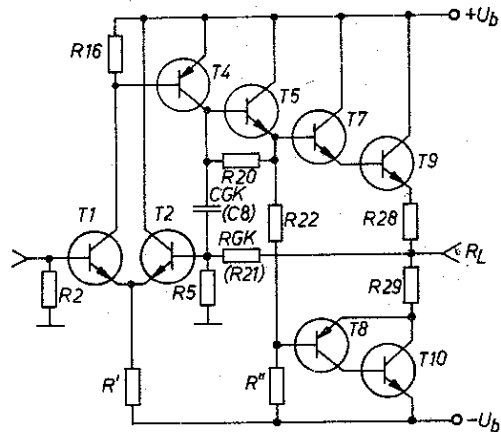 +Ub
R16
T4
T5
T7
T9
R20
CGK
(C8)
R22
R28
T1
T2
RGK
(R21)
RL
R2
R5
R29
T8
T10
R'
R"
-Ub